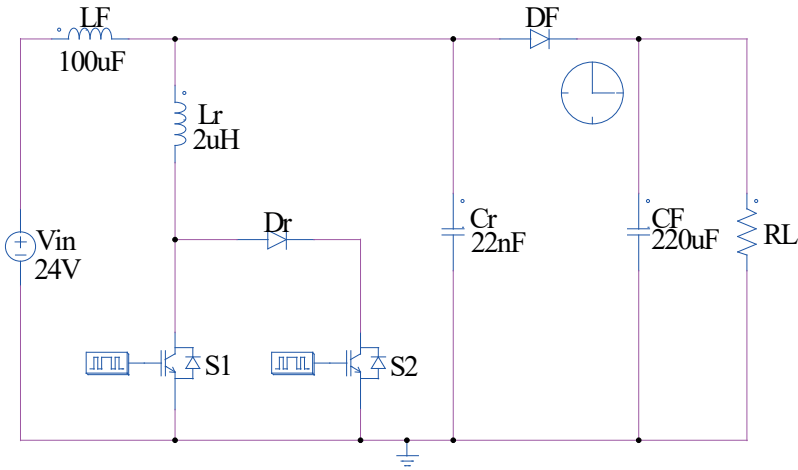 LF
100uF
DF
Lr
2uH
Dr
Vin
24V
Cr
22nF
CF
220uF
RL
S1
S2